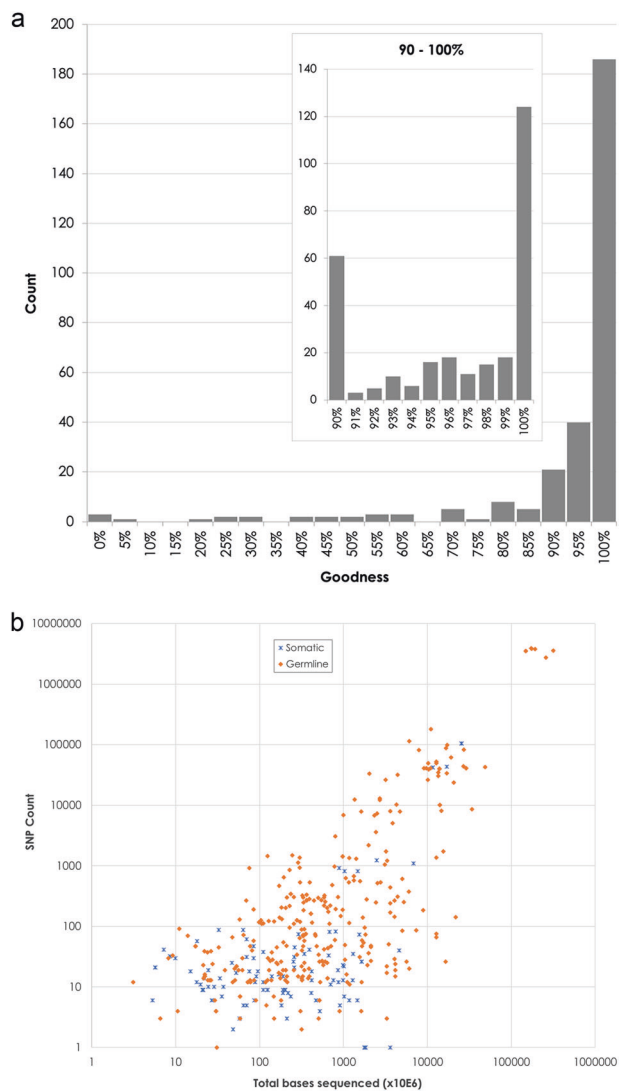 a
200
180
160
140
120
100
80
60
40
20
0
Count
0% 5% 10% 15% 20% 25% 30% 35% 40% 45% 50% 55% 60% 65% 70% 75% 80% 85% 90% 95% 100%
Goodness
90 - 100%
140
120
100
80
60
40
20
0
90% 91% 92% 93% 94% 95% 96% 97% 98% 99% 100%
b
10000000
1000000
100000
10000
1000
100
10
1
SNP Count
Somatic
Germline
1 10 100 1000 10000 100000 1000000
Total bases sequenced (x10E6)